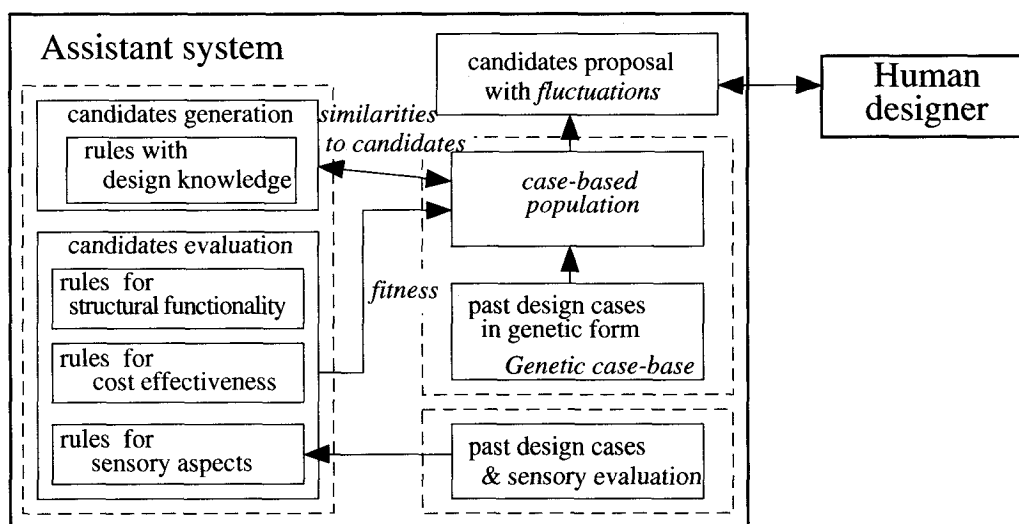 Assistant system
candidates generation
rules with
design knowledge
candidates evaluation
rules for
structural functionality
rules for
cost effectiveness
rules for
sensory aspects
similarities
to candidates
fitness
candidates proposal
with fluctuations
case-based
population
past design cases
in genetic form
Genetic case-base
past design cases
& sensory evaluation
Human
designer